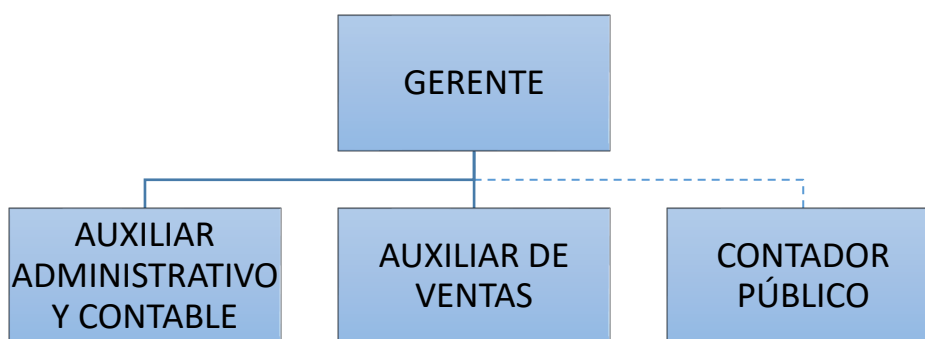 GERENTE
AUXILIAR
ADMINISTRATIVO
Y CONTABLE
AUXILIAR DE
VENTAS
CONTADOR
PÚBLICO